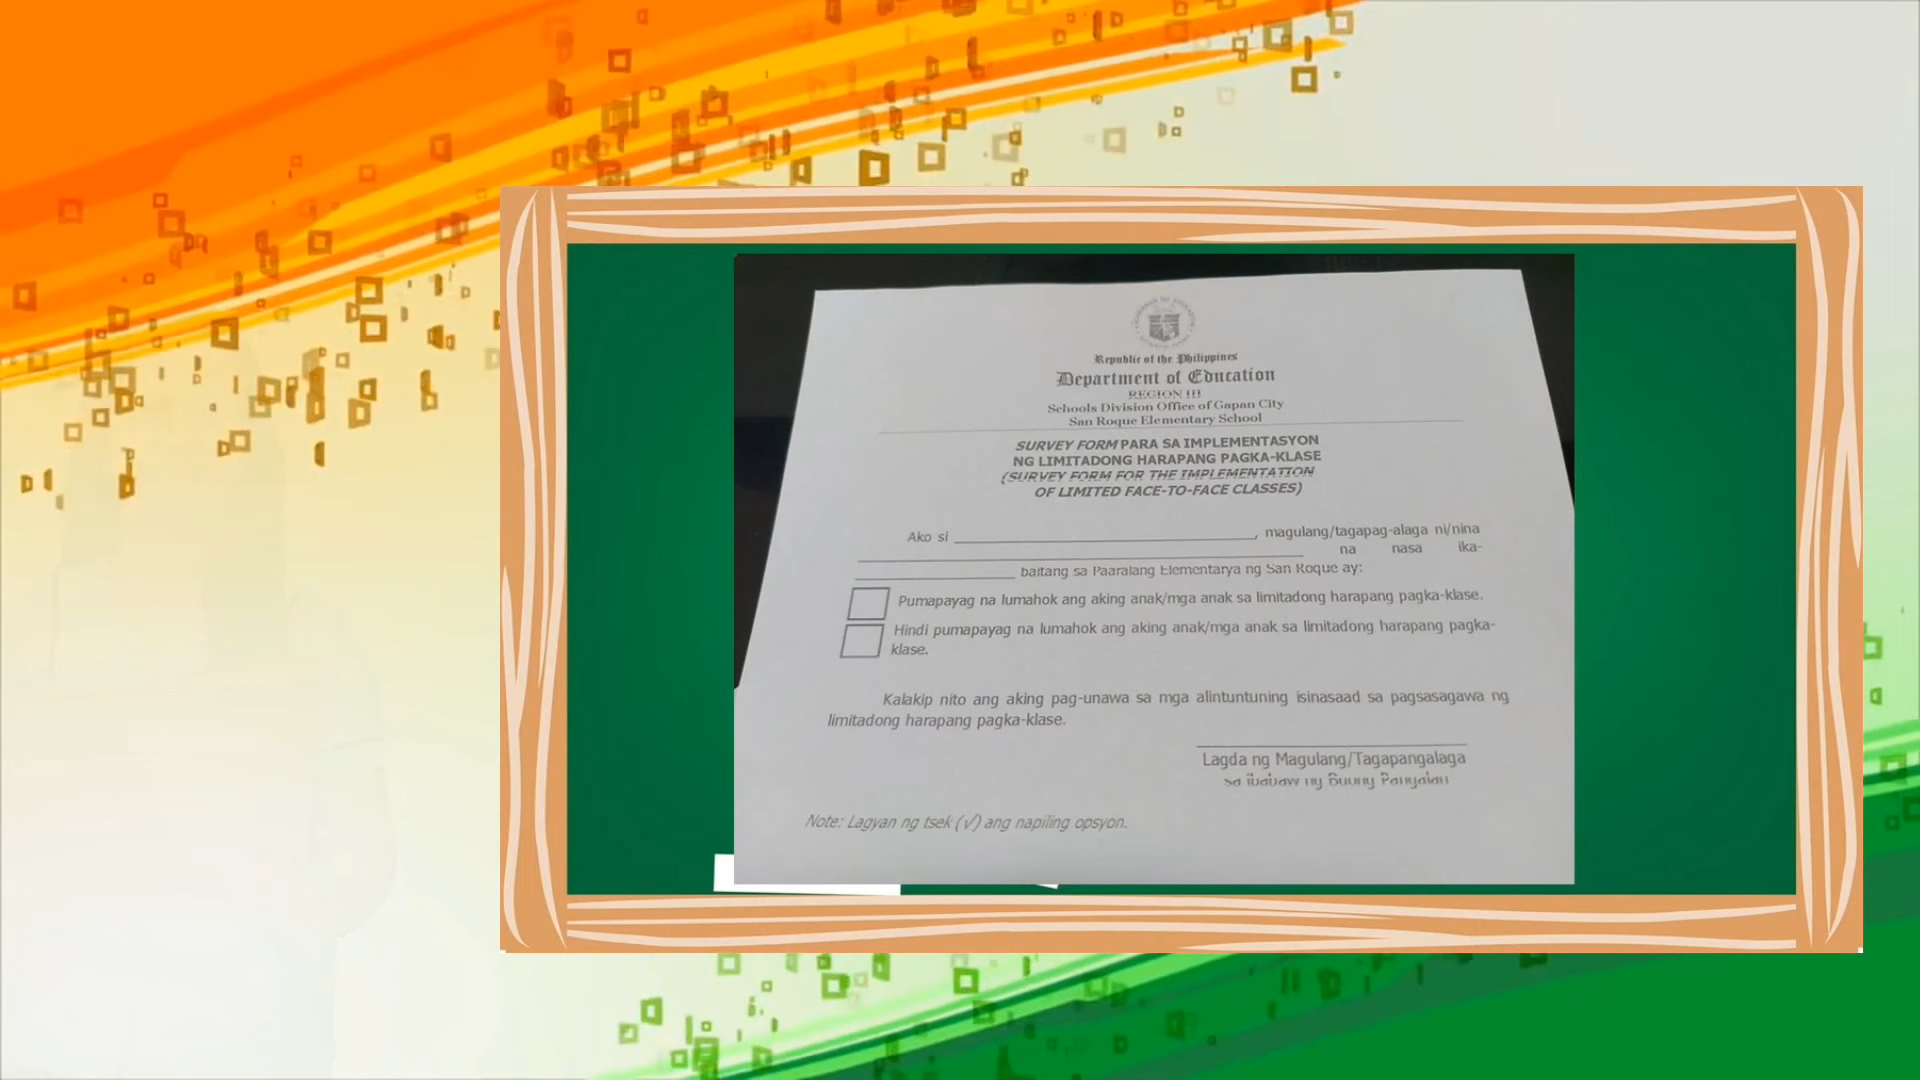 Republic of the Philippines
Department of Education
REGION III
Schools Division Office of Gapan City
San Roque Elementary School
SURVEY FORM PARA SA IMPLEMENTASYON
NG LIMITADONG HARAPANG PAGKA-KLASE
(SURVEY FORM FOR THE IMPLEMENTATION
OF LIMITED FACE-TO-FACE CLASSES)
Ako si ______________________, magulang/tagapag-alaga ni/nina
______________________ na nasa ika-
____________ baitang sa Paaralang Elementarya ng San Roque ay:
Pumapayag na lumahok ang aking anak/mga anak sa limitadong harapang pagka-klase.
Hindi pumapayag na lumahok ang aking anak/mga anak sa limitadong harapang pagka-
klase.
Kalakip nito ang aking pag-unawa sa mga alintuntuning isinasaad sa pagsasagawa ng
limitadong harapang pagka-klase.
Lagda ng Magulang/Tagapangalaga
sa ibabaw ng Buong Pangalan
Note: Lagyan ng tsek (√) ang napiling opsyon.